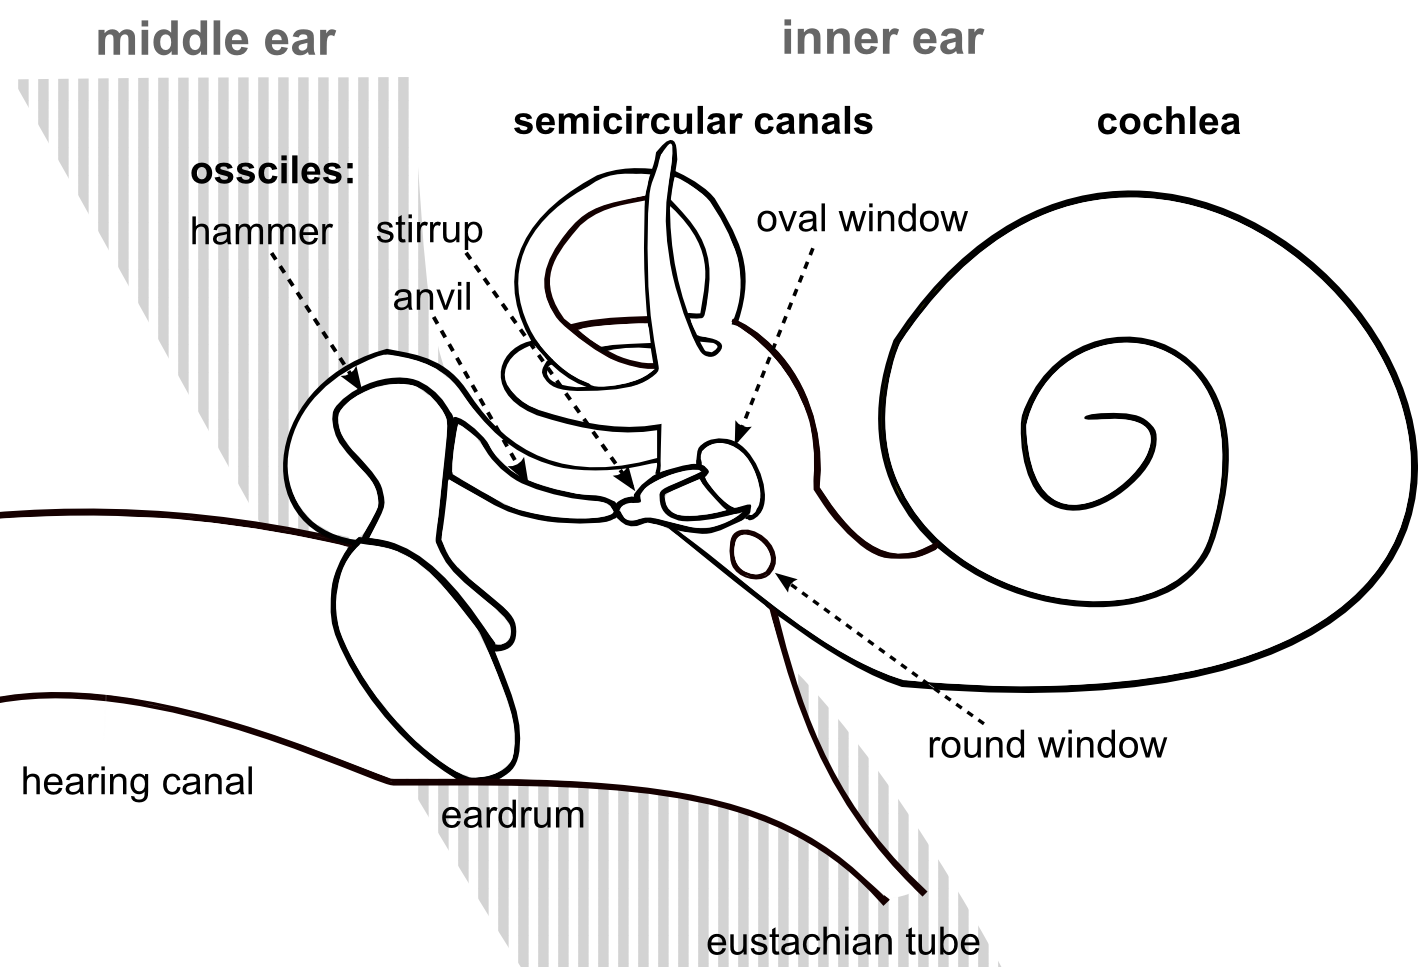 middle ear
inner ear
semicircular canals
cochlea
ossciles:
hammer
stirrup
oval window
anvil
round window
hearing canal
eardrum
eustachian tube